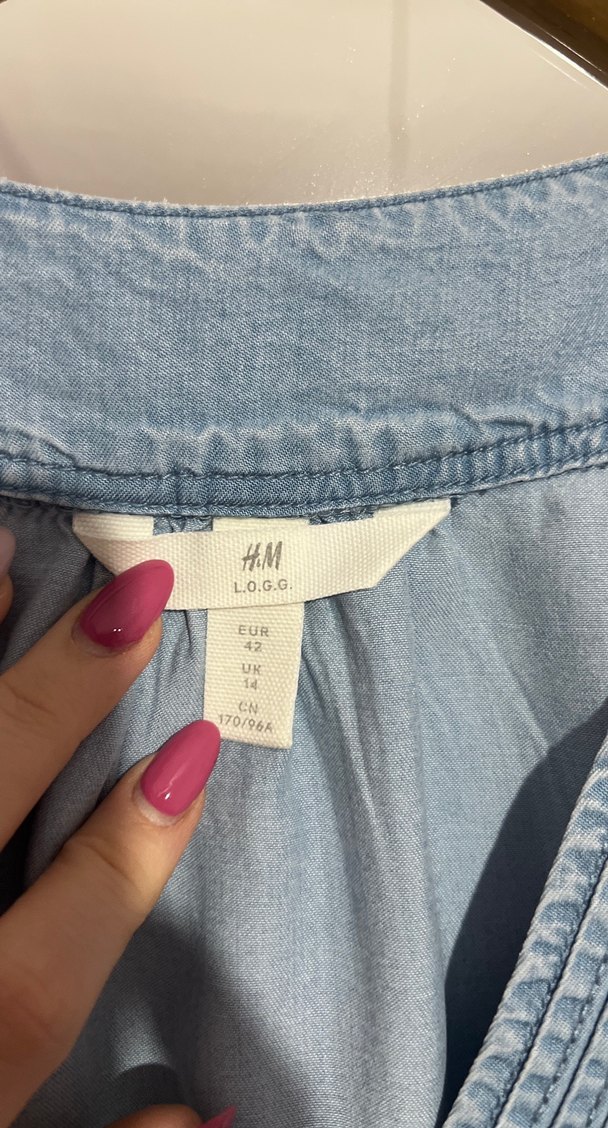 H&M
L.O.G.G.
EUR
42
UK
14
CN
170/96A